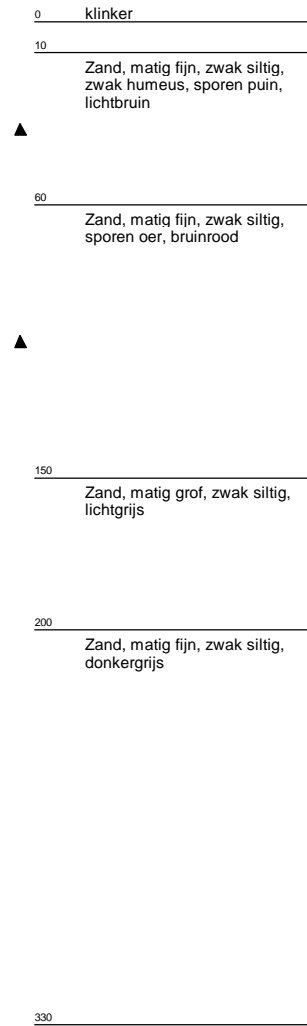 0 klinker
10
Zand, matig fijn, zwak siltig,
zwak humeus, sporen puin,
lichtbruin
60
Zand, matig fijn, zwak siltig,
sporen oer, bruinrood
150
Zand, matig grof, zwak siltig,
lichtgrijs
200
Zand, matig fijn, zwak siltig,
donkergrijs
330